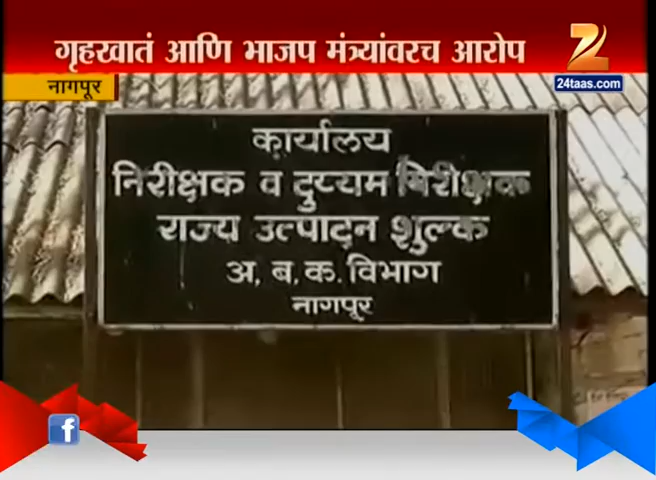 गृहखातं आणि भाजप मंत्र्यांवरच आरोप
24taas.com
नागपूर
कार्यालय
निरीक्षक व दुय्यम निरीक्षक
राज्य उत्पादन शुल्क
अ. ब. क. विभाग
नागपूर
f